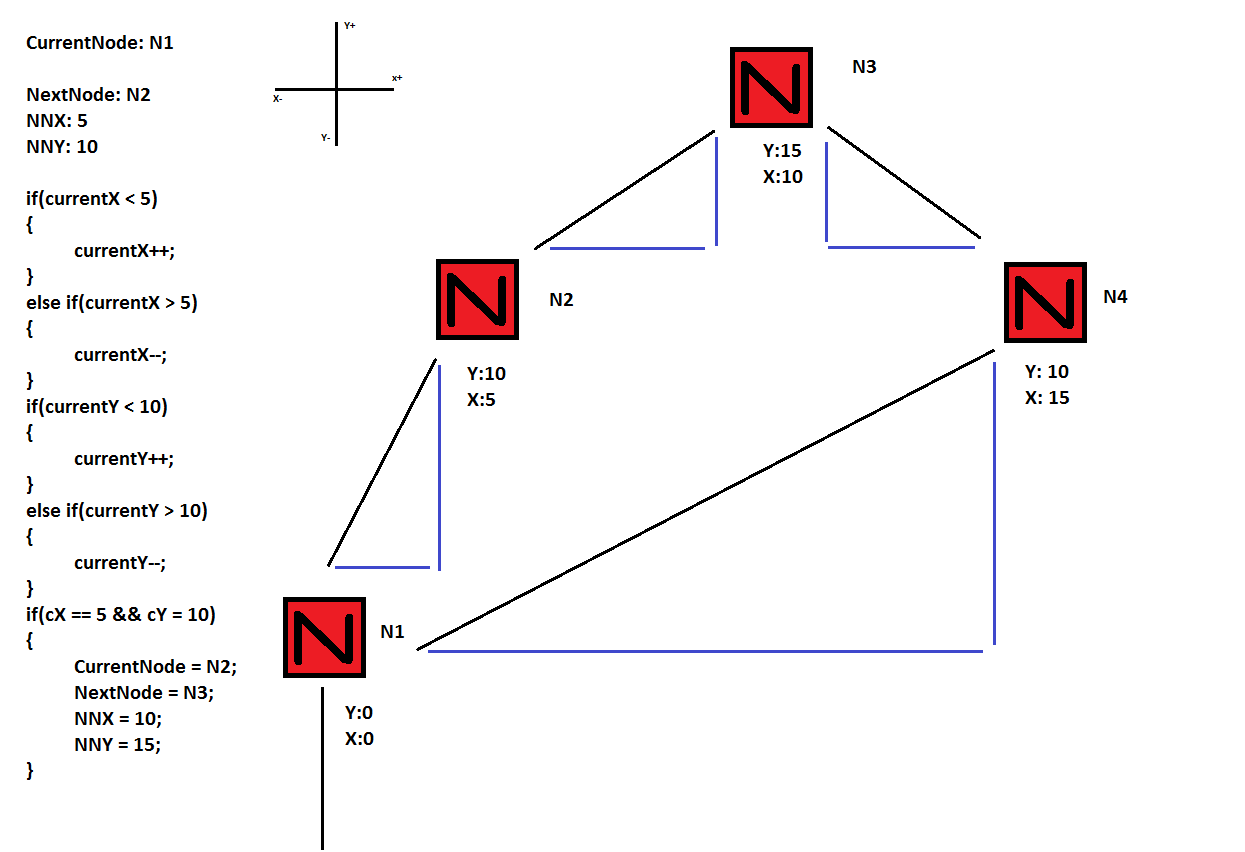 CurrentNode: N1
NextNode: N2
NNX: 5
NNY: 10
if(currentX < 5)
{
currentX++;
}
else if(currentX > 5)
{
currentX--;
}
if(currentY < 10)
{
currentY++;
}
else if(currentY > 10)
{
currentY--;
}
if(cX == 5 && cY = 10)
{
CurrentNode = N2;
NextNode = N3;
NNX = 10;
NNY = 15;
}
Y+
x+
X-
Y-
N
N3
Y:15
X:10
N
N2
Y:10
X:5
N
N4
Y: 10
X: 15
N
N1
Y:0
X:0